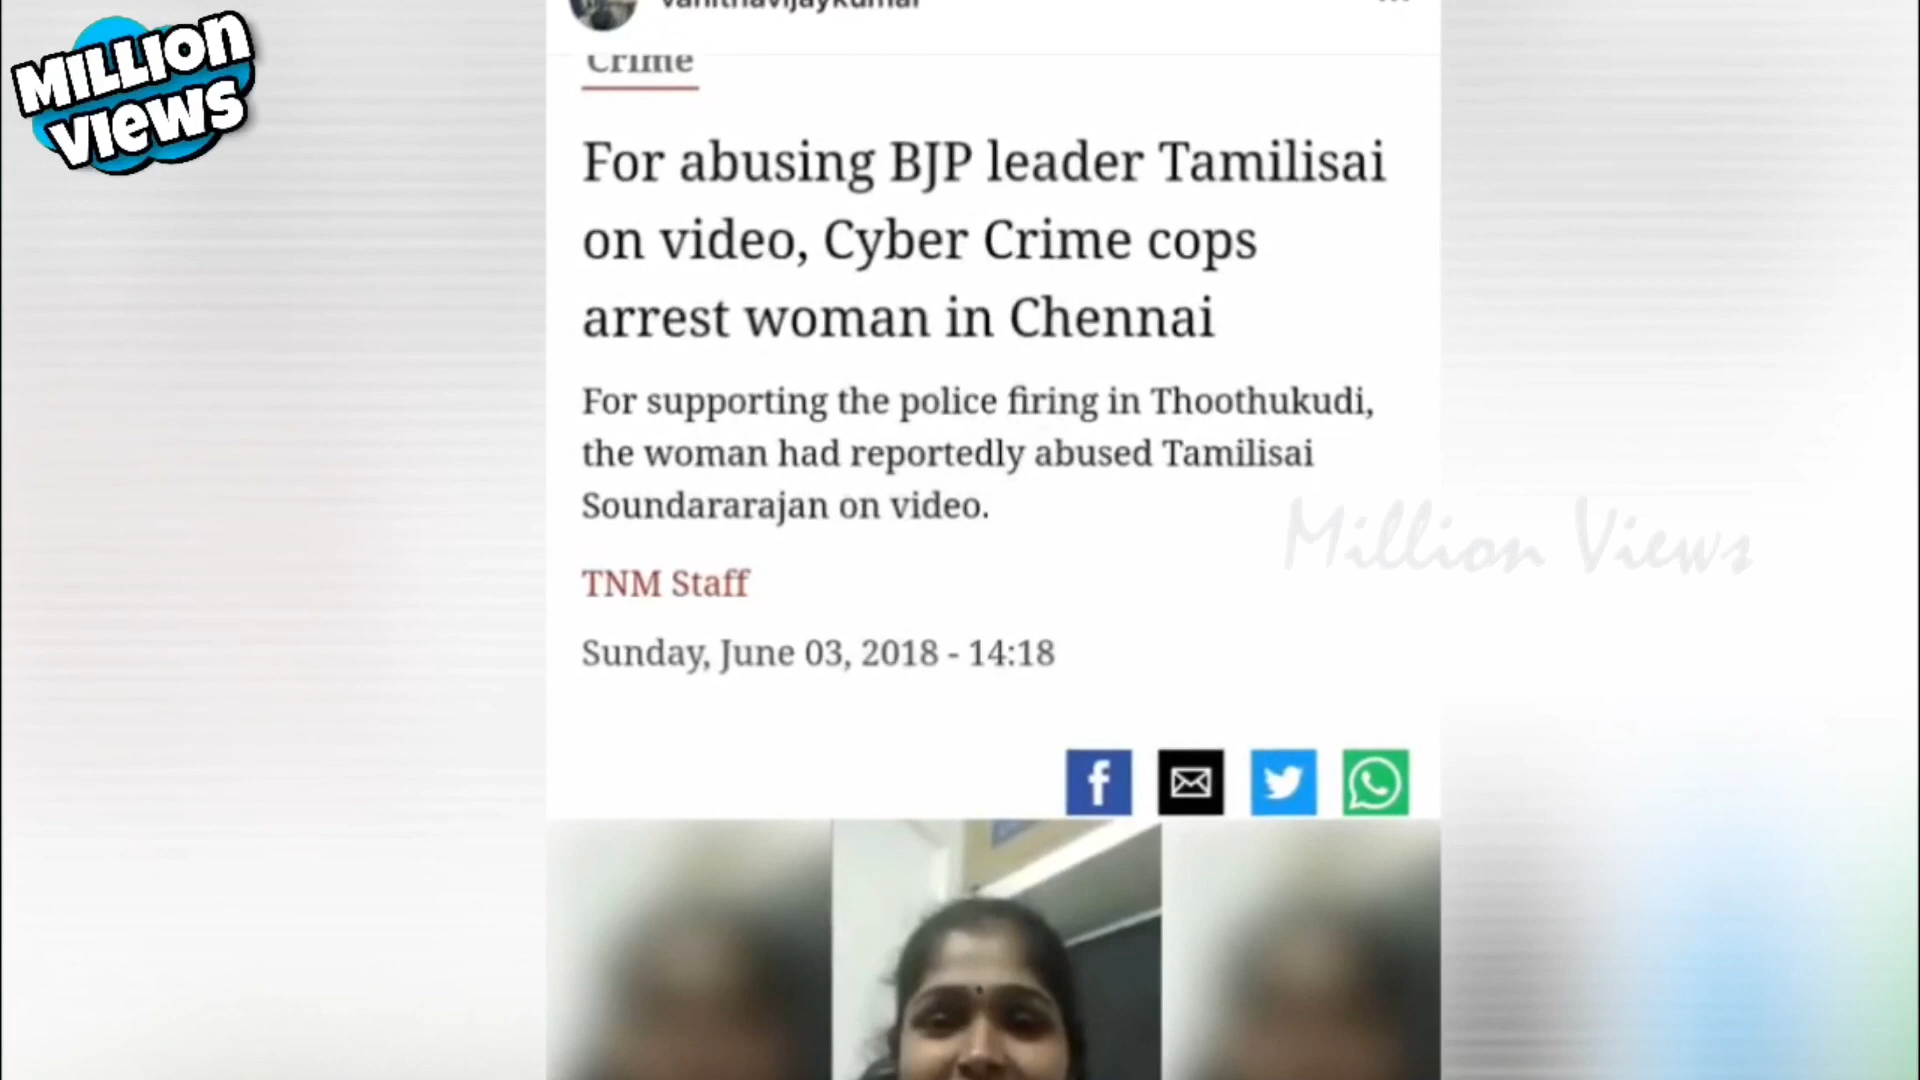 MILLION
VIEWS
vanithavijaykumar
Crime
For abusing BJP leader Tamilisai
on video, Cyber Crime cops
arrest woman in Chennai
For supporting the police firing in Thoothukudi,
the woman had reportedly abused Tamilisai
Soundararajan on video.
Million Views
TNM Staff
Sunday, June 03, 2018 - 14:18